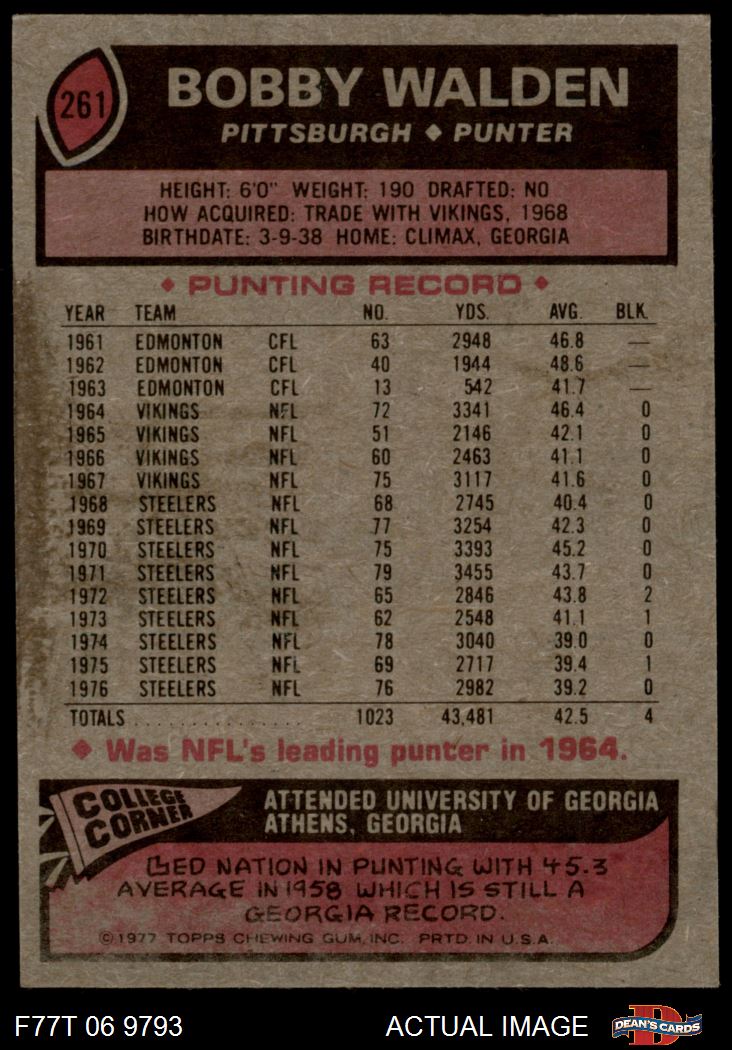 261
BOBBY WALDEN
PITTSBURGH ◆ PUNTER
HEIGHT: 6'0" WEIGHT: 190 DRAFTED: NO
HOW ACQUIRED: TRADE WITH VIKINGS, 1968
BIRTHDATE: 3-9-38 HOME: CLIMAX, GEORGIA
◆ PUNTING RECORD ◆
YEAR TEAM NO. YDS. AVG. BLK.
1961 EDMONTON CFL 63 2948 46.8 —
1962 EDMONTON CFL 40 1944 48.6 —
1963 EDMONTON CFL 13 542 41.7 —
1964 VIKINGS NFL 72 3341 46.4 0
1965 VIKINGS NFL 51 2146 42.1 0
1966 VIKINGS NFL 60 2463 41.1 0
1967 VIKINGS NFL 75 3117 41.6 0
1968 STEELERS NFL 68 2745 40.4 0
1969 STEELERS NFL 77 3254 42.3 0
1970 STEELERS NFL 75 3393 45.2 0
1971 STEELERS NFL 79 3455 43.7 0
1972 STEELERS NFL 65 2846 43.8 2
1973 STEELERS NFL 62 2548 41.1 1
1974 STEELERS NFL 78 3040 39.0 0
1975 STEELERS NFL 69 2717 39.4 1
1976 STEELERS NFL 76 2982 39.2 0
TOTALS . . . . . . . . . . . . . . . . 1023 43,481 42.5 4
◆ Was NFL's leading punter in 1964.
COLLEGE
CORNER
ATTENDED UNIVERSITY OF GEORGIA
ATHENS, GEORGIA
LED NATION IN PUNTING WITH 45.3
AVERAGE IN 1958 WHICH IS STILL A
GEORGIA RECORD.
© 1977 TOPPS CHEWING GUM, INC. PRTD. IN U.S.A.
F77T 06 9793 ACTUAL IMAGE
D
DEAN'S CARDS